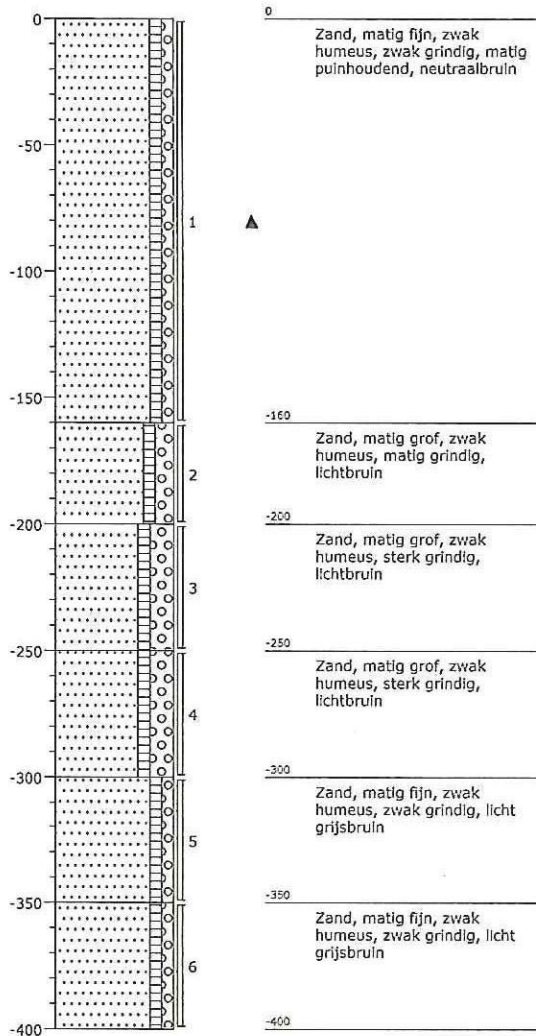 0
-50
-100
-150
-200
-250
-300
-350
-400
1
2
3
4
5
6
0
Zand, matig fijn, zwak
humeus, zwak grindig, matig
puinhoudend, neutraalbruin
-160
Zand, matig grof, zwak
humeus, matig grindig,
lichtbruin
-200
Zand, matig grof, zwak
humeus, sterk grindig,
lichtbruin
-250
Zand, matig grof, zwak
humeus, sterk grindig,
lichtbruin
-300
Zand, matig fijn, zwak
humeus, zwak grindig, licht
grijsbruin
-350
Zand, matig fijn, zwak
humeus, zwak grindig, licht
grijsbruin
-400